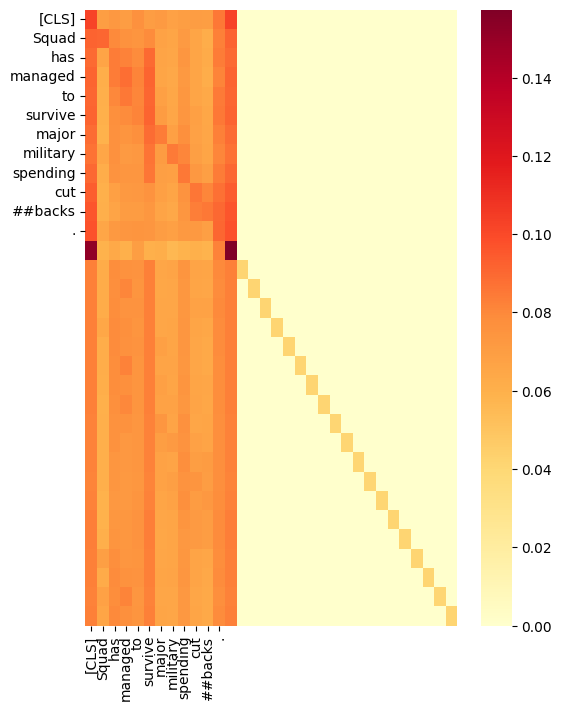 [CLS]
Squad
has
managed
to
survive
major
military
spending
cut
##backs
.
0.14
0.12
0.10
0.08
0.06
0.04
0.02
0.00
[CLS]
Squad
has
managed
to
survive
major
military
spending
cut
##backs
.